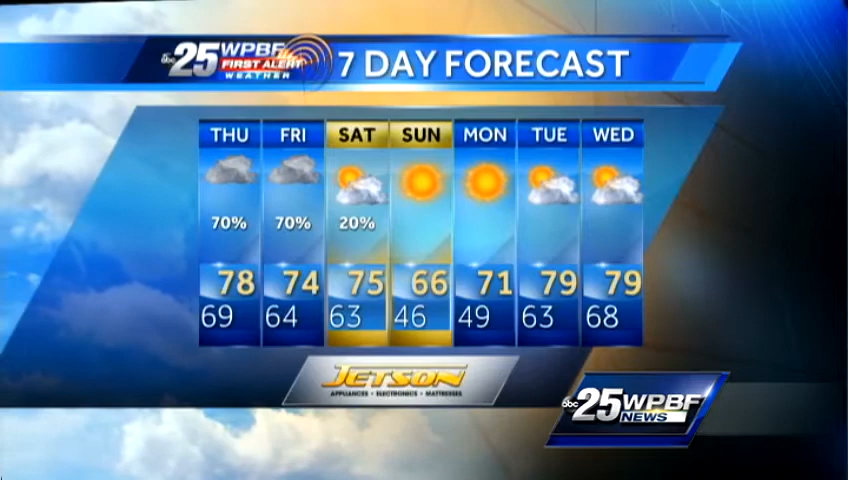 abc 25 WPBF
FIRST ALERT
WEATHER
7 DAY FORECAST
THU FRI SAT SUN MON TUE WED
70% 70% 20%
78 74 75 66 71 79 79
69 64 63 46 49 63 68
JETSON
APPLIANCES • ELECTRONICS • MATTRESSES
abc 25 WPBF
NEWS